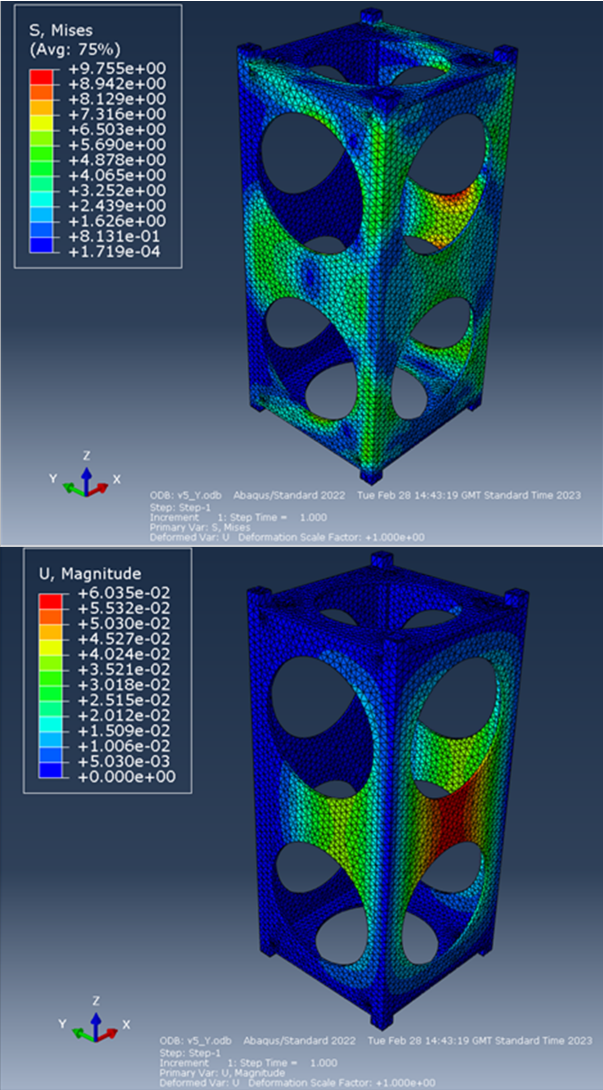 S, Mises
(Avg: 75%)
+9.755e+00
+8.942e+00
+8.129e+00
+7.316e+00
+6.503e+00
+5.690e+00
+4.878e+00
+4.065e+00
+3.252e+00
+2.439e+00
+1.626e+00
+8.131e-01
+1.719e-04
Z
Y
X
ODB: v5_Y.odb Abaqus/Standard 2022 Tue Feb 28 14:43:19 GMT Standard Time 2023
Step: Step-1
Increment 1: Step Time = 1.000
Primary Var: S, Mises
Deformed Var: U Deformation Scale Factor: +1.000e+00
U, Magnitude
+6.035e-02
+5.532e-02
+5.030e-02
+4.527e-02
+4.024e-02
+3.521e-02
+3.018e-02
+2.515e-02
+2.012e-02
+1.509e-02
+1.006e-02
+5.030e-03
+0.000e+00
Z
Y
X
ODB: v5_Y.odb Abaqus/Standard 2022 Tue Feb 28 14:43:19 GMT Standard Time 2023
Step: Step-1
Increment 1: Step Time = 1.000
Primary Var: U, Magnitude
Deformed Var: U Deformation Scale Factor: +1.000e+00